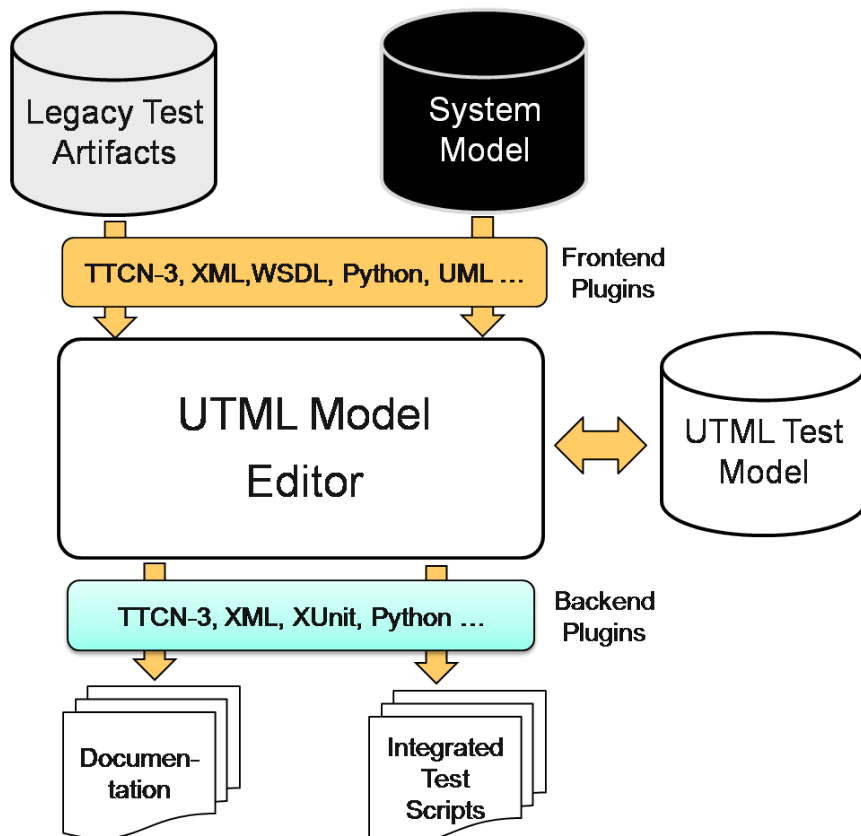 Legacy Test
Artifacts
System
Model
TTCN-3, XML,WSDL, Python, UML ...
Frontend
Plugins
UTML Model
Editor
UTML Test
Model
TTCN-3, XML, XUnit, Python ...
Backend
Plugins
Documen-
tation
Integrated
Test
Scripts